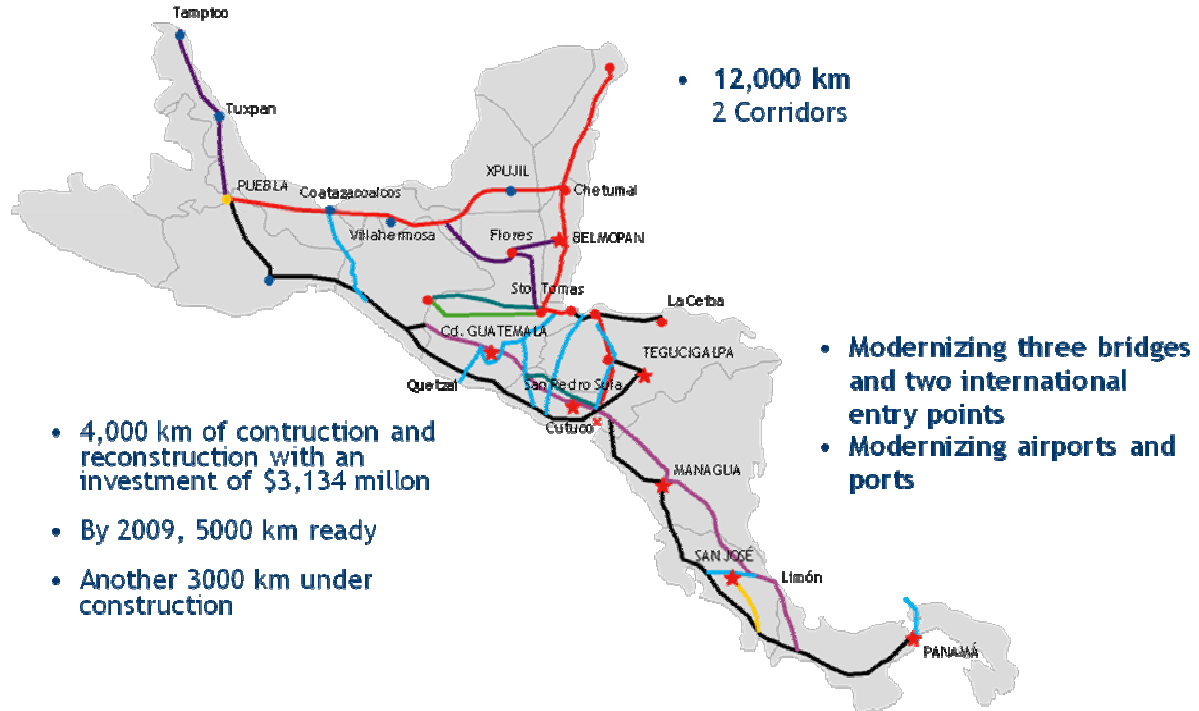 Tampico
Tuxpan
• 12,000 km
2 Corridors
XPUJIL
PUEBLA
Coatazacoalcos
Chetumal
Villahermosa
Flores
BELMOPAN
Sto. Tomas
La Ceiba
Cd. GUATEMALA
TEGUCIGALPA
Quetzal
San Pedro Sula
Cutuco
• Modernizing three bridges
and two international
entry points
• Modernizing airports and
ports
• 4,000 km of contruction and
reconstruction with an
investment of $3,134 millon
• By 2009, 5000 km ready
• Another 3000 km under
construction
MANAGUA
SAN JOSÉ
Limón
PANAMÁ